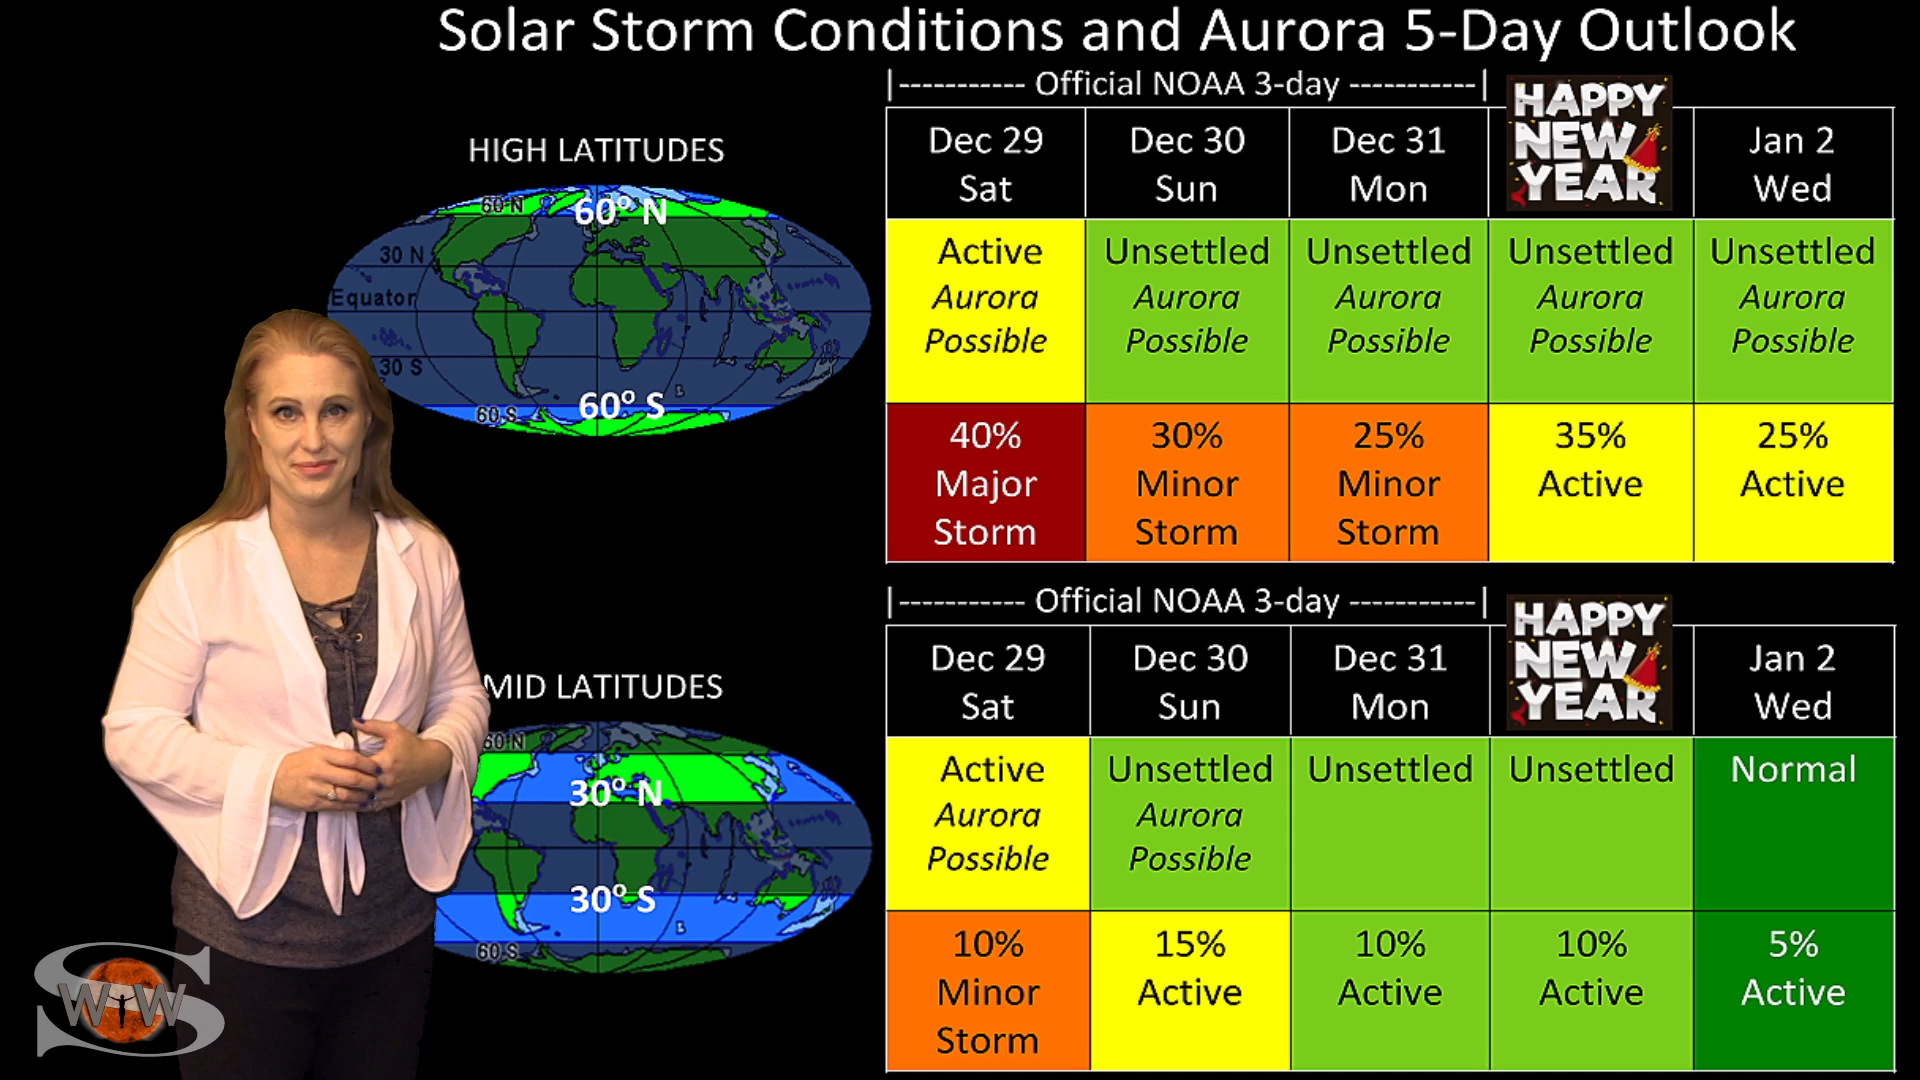 Solar Storm Conditions and Aurora 5-Day Outlook
|----------- Official NOAA 3-day -----------|
HIGH LATITUDES
60 N
60º N
30 N
Equator
30 S
60 S
60º S
Dec 29
Sat
Dec 30
Sun
Dec 31
Mon
HAPPY
NEW
YEAR
Jan 2
Wed
Active
Aurora
Possible
Unsettled
Aurora
Possible
Unsettled
Aurora
Possible
Unsettled
Aurora
Possible
Unsettled
Aurora
Possible
40%
Major
Storm
30%
Minor
Storm
25%
Minor
Storm
35%
Active
25%
Active
|----------- Official NOAA 3-day -----------|
MID LATITUDES
60 N
30º N
30º S
60 S
Dec 29
Sat
Dec 30
Sun
Dec 31
Mon
HAPPY
NEW
YEAR
Jan 2
Wed
Active
Aurora
Possible
Unsettled
Aurora
Possible
Unsettled
Unsettled
Normal
10%
Minor
Storm
15%
Active
10%
Active
10%
Active
5%
Active
S
WW